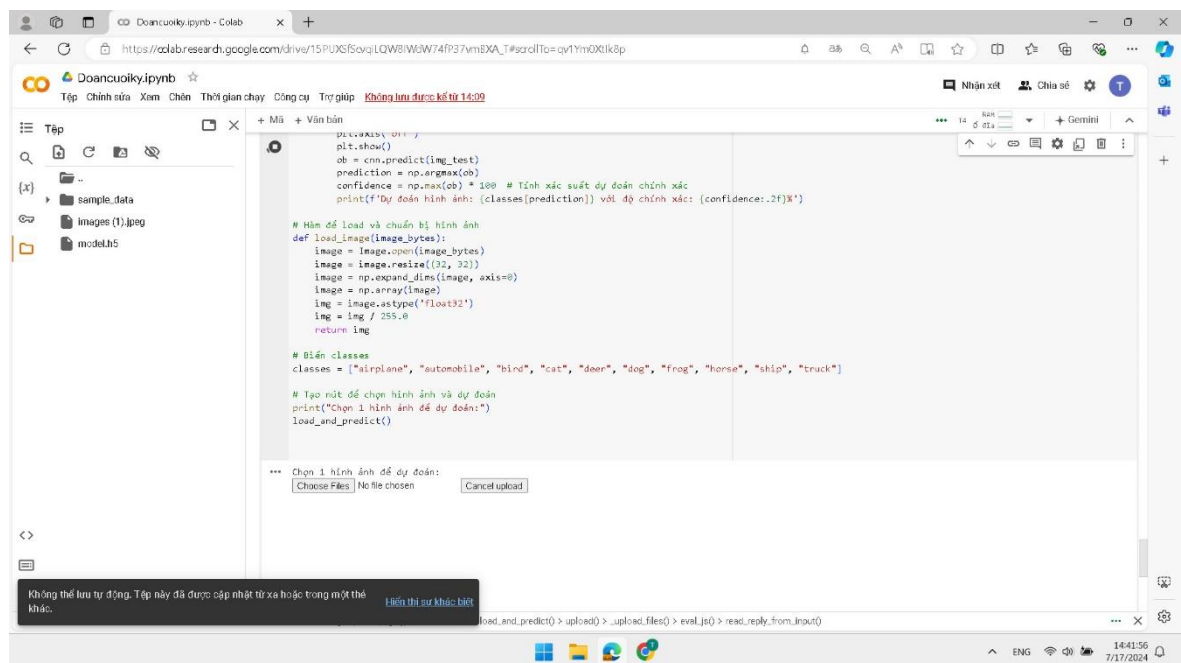 Doancuoiky.ipynb - Colab
https://colab.research.google.com/drive/15PUXSfScvqiLQW8IWdW74fP37vmBXA_T#scrollTo=qv1Ym0XtIk8p
Doancuoiky.ipynb
Nhận xét
Chia sẻ
T
Tệp Chỉnh sửa Xem Chèn Thời gian chạy Công cụ Trợ giúp Không lưu được kể từ 14:09
Tệp
+ Mã + Văn bản
RAM
Ổ đĩa
Gemini
..
sample_data
images (1).jpeg
model.h5
{x}
plt.axis('off')
plt.show()
ob = cnn.predict(img_test)
prediction = np.argmax(ob)
confidence = np.max(ob) * 100 # Tính xác suất dự đoán chính xác
print(f'Dự đoán hình ảnh: {classes[prediction]} với độ chính xác: {confidence:.2f}%')
# Hàm để load và chuẩn bị hình ảnh
def load_image(image_bytes):
image = Image.open(image_bytes)
image = image.resize((32, 32))
image = np.expand_dims(image, axis=0)
image = np.array(image)
img = image.astype('float32')
img = img / 255.0
return img
# Biến classes
classes = ["airplane", "automobile", "bird", "cat", "deer", "dog", "frog", "horse", "ship", "truck"]
# Tạo nút để chọn hình ảnh và dự đoán
print("Chọn 1 hình ảnh để dự đoán:")
load_and_predict()
Chọn 1 hình ảnh để dự đoán:
Choose Files No file chosen Cancel upload
Không thể lưu tự động. Tệp này đã được cập nhật từ xa hoặc trong một thẻ
khác.
Hiển thị sự khác biệt
load_and_predict() > upload() > _upload_files() > eval_js() > read_reply_from_input()
ENG
14:41:56
7/17/2024